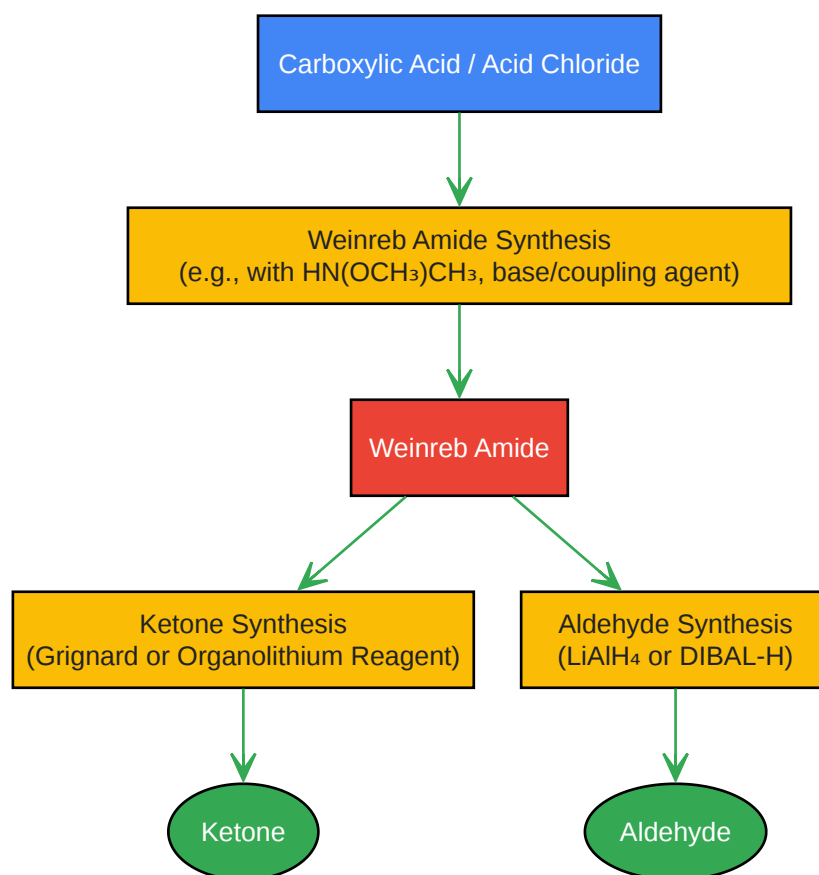 Carboxylic Acid / Acid Chloride
Weinreb Amide Synthesis
(e.g., with HN(OCH₃)CH₃, base/coupling agent)
Weinreb Amide
Ketone Synthesis
(Grignard or Organolithium Reagent)
Aldehyde Synthesis
(LiAlH₄ or DIBAL-H)
Ketone
Aldehyde